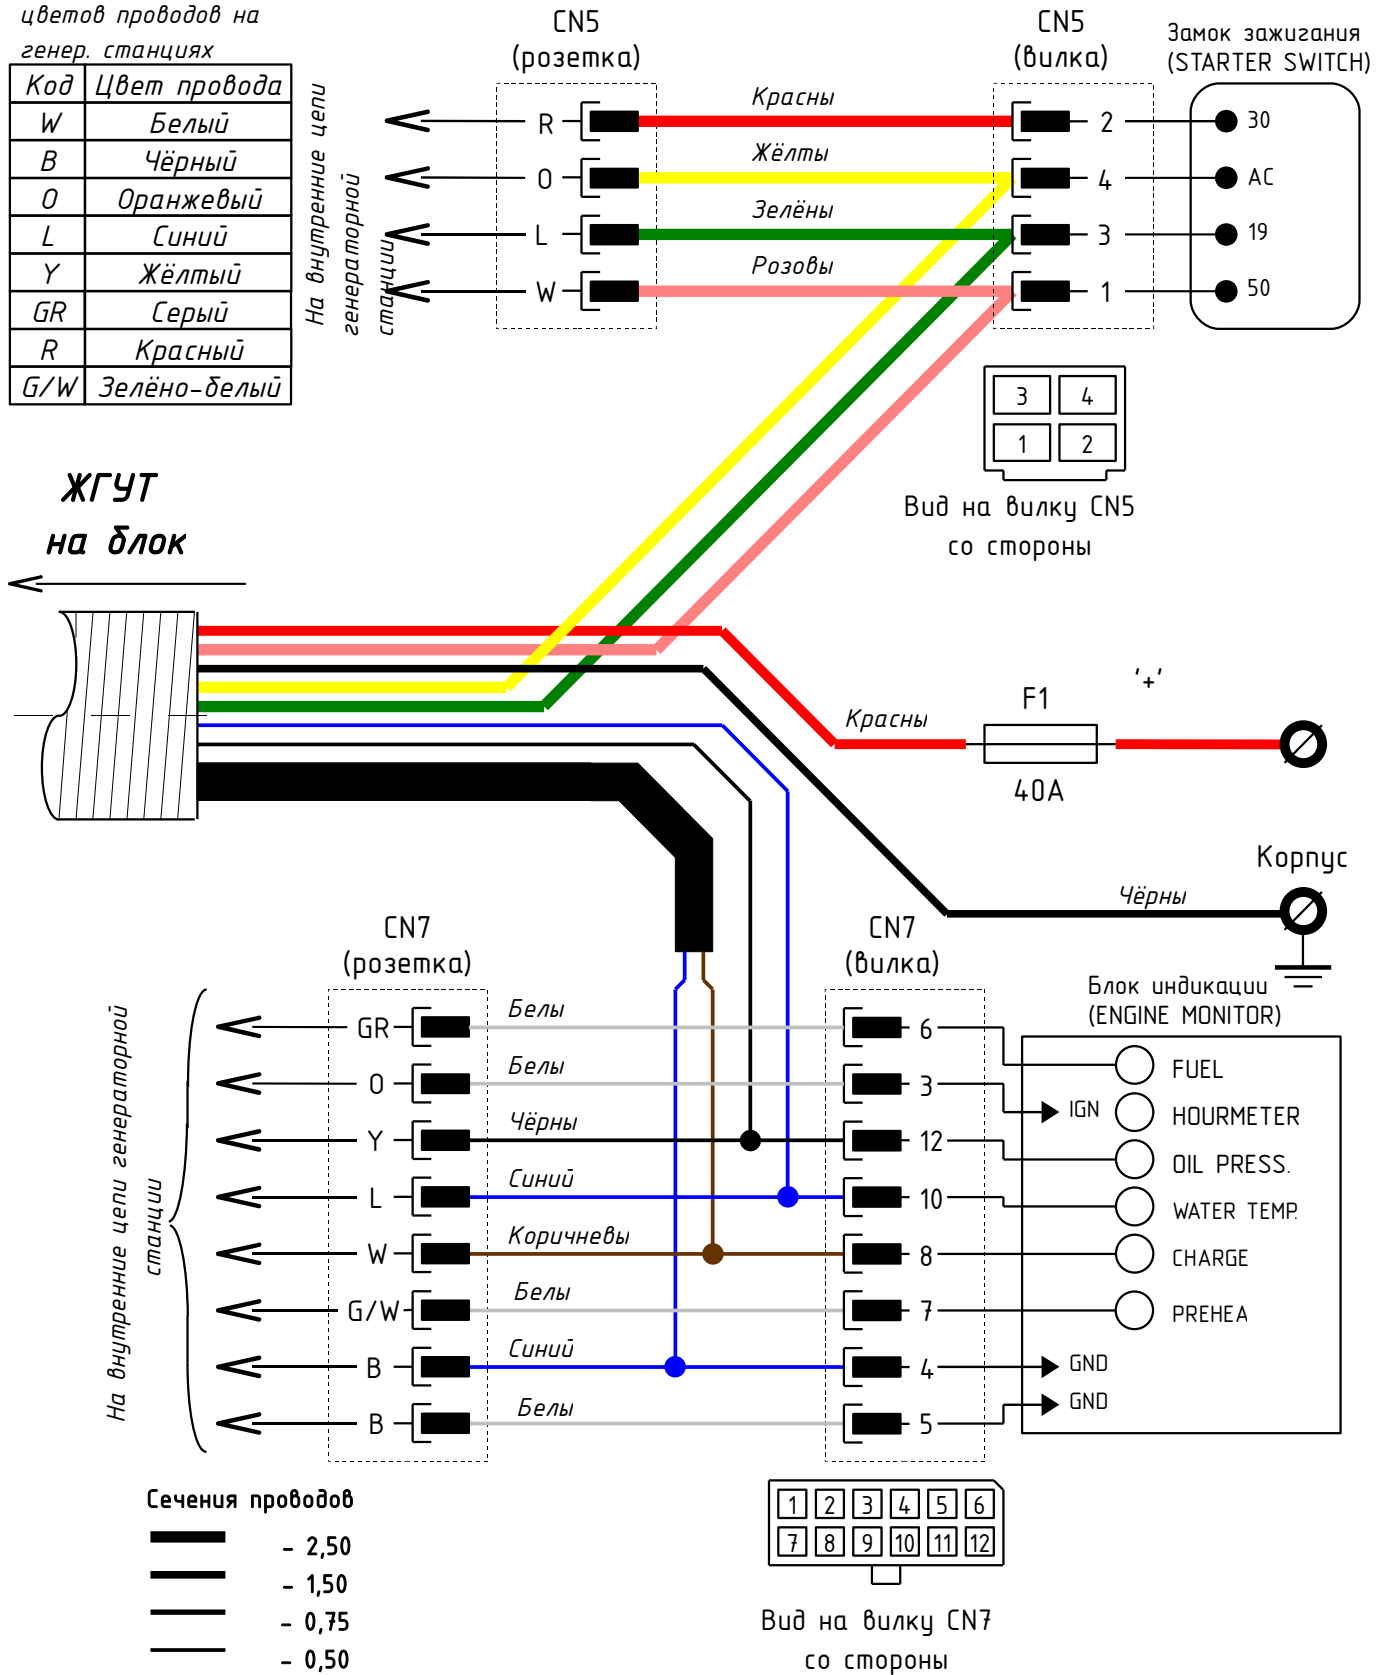 цветов проводов на
генер. станциях
Код Цвет провода
W Белый
B Чёрный
O Оранжевый
L Синий
Y Жёлтый
GR Серый
R Красный
G/W Зелёно-белый
На внутренние цепи
генераторной
станции
CN5
(розетка)
R
O
L
W
Красны
Жёлты
Зелёны
Розовы
CN5
(вилка)
2
4
3
1
Замок зажигания
(STARTER SWITCH)
30
AC
19
50
3 4
1 2
Вид на вилку CN5
со стороны
ЖГУТ
на блок
Красны
F1
40A
'+'
Чёрны
Корпус
CN7
(розетка)
На внутренние цепи генераторной
станции
GR
O
Y
L
W
G/W
B
B
Белы
Белы
Чёрны
Синий
Коричневы
Белы
Синий
Белы
CN7
(вилка)
6
3
12
10
8
7
4
5
Блок индикации
(ENGINE MONITOR)
FUEL
IGN HOURMETER
OIL PRESS.
WATER TEMP.
CHARGE
PREHEA
GND
GND
1 2 3 4 5 6
7 8 9 10 11 12
Вид на вилку CN7
со стороны
Сечения проводов
- 2,50
- 1,50
- 0,75
- 0,50